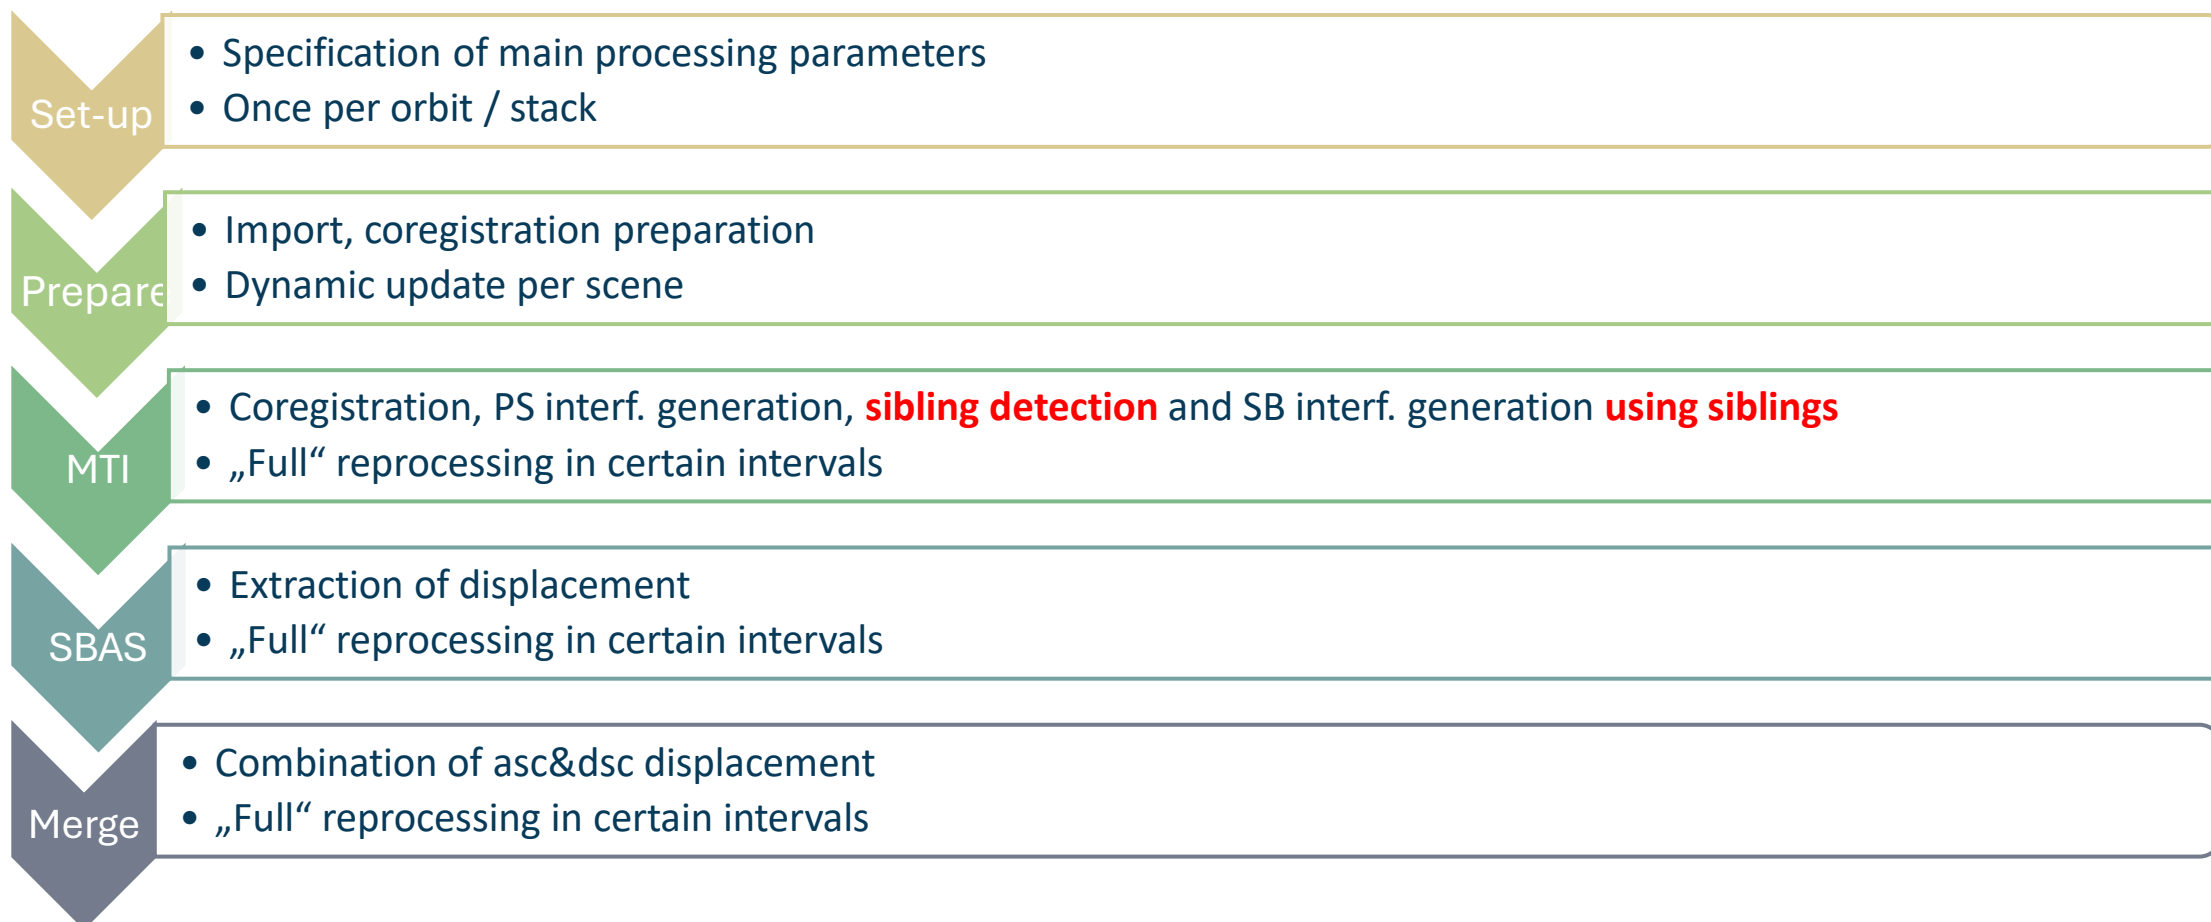 Set-up
• Specification of main processing parameters
• Once per orbit / stack
Prepare
• Import, coregistration preparation
• Dynamic update per scene
MTI
• Coregistration, PS interf. generation, sibling detection and SB interf. generation using siblings
• „Full“ reprocessing in certain intervals
SBAS
• Extraction of displacement
• „Full“ reprocessing in certain intervals
Merge
• Combination of asc&dsc displacement
• „Full“ reprocessing in certain intervals